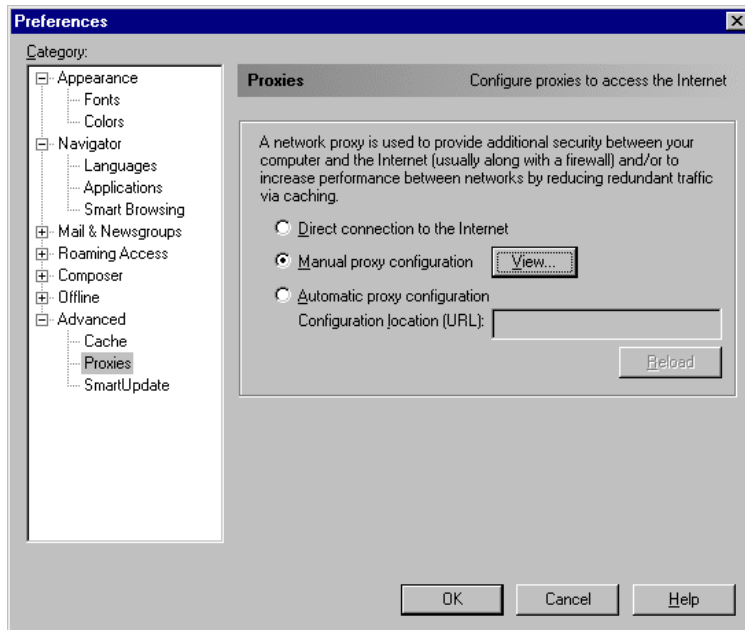 Preferences
Category:
Appearance
Fonts
Colors
Navigator
Languages
Applications
Smart Browsing
Mail & Newsgroups
Roaming Access
Composer
Offline
Advanced
Cache
Proxies
SmartUpdate
Proxies Configure proxies to access the Internet
A network proxy is used to provide additional security between your
computer and the Internet (usually along with a firewall) and/or to
increase performance between networks by reducing redundant traffic
via caching.
Direct connection to the Internet
Manual proxy configuration View...
Automatic proxy configuration
Configuration location (URL):
Reload
OK Cancel Help